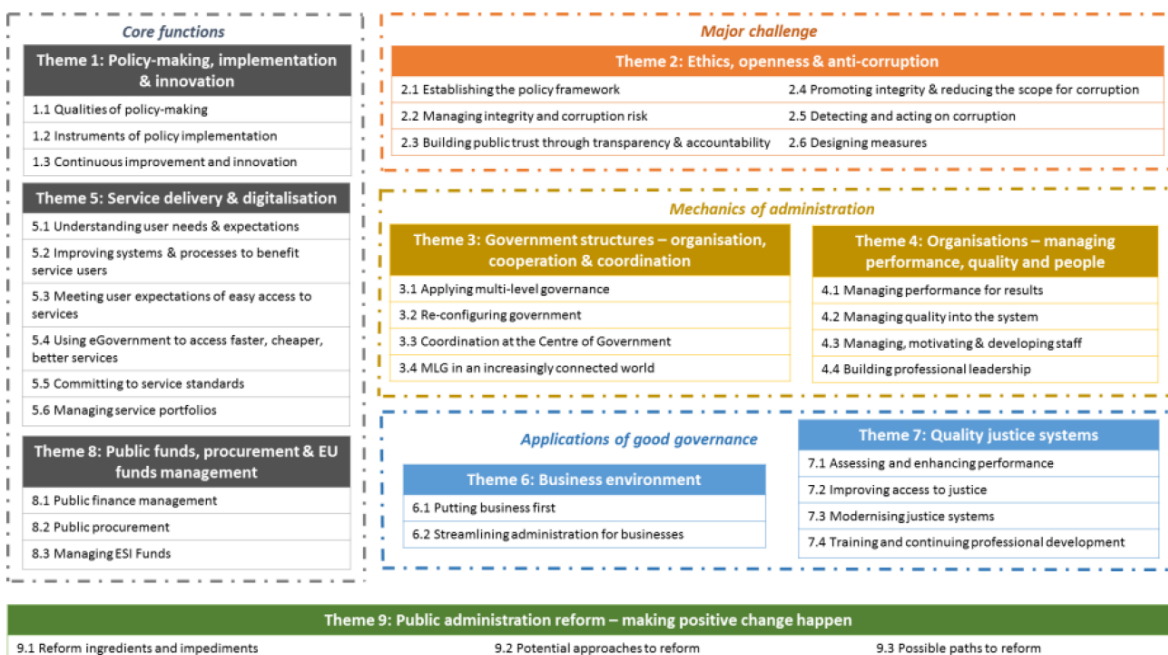 Core functions
Theme 1: Policy-making, implementation
& innovation
1.1 Qualities of policy-making
1.2 Instruments of policy implementation
1.3 Continuous improvement and innovation
Theme 5: Service delivery & digitalisation
5.1 Understanding user needs & expectations
5.2 Improving systems & processes to benefit
service users
5.3 Meeting user expectations of easy access to
services
5.4 Using eGovernment to access faster, cheaper,
better services
5.5 Committing to service standards
5.6 Managing service portfolios
Theme 8: Public funds, procurement & EU
funds management
8.1 Public finance management
8.2 Public procurement
8.3 Managing ESI Funds
Major challenge
Theme 2: Ethics, openness & anti-corruption
2.1 Establishing the policy framework
2.2 Managing integrity and corruption risk
2.3 Building public trust through transparency & accountability
2.4 Promoting integrity & reducing the scope for corruption
2.5 Detecting and acting on corruption
2.6 Designing measures
Mechanics of administration
Theme 3: Government structures – organisation,
cooperation & coordination
3.1 Applying multi-level governance
3.2 Re-configuring government
3.3 Coordination at the Centre of Government
3.4 MLG in an increasingly connected world
Theme 4: Organisations – managing
performance, quality and people
4.1 Managing performance for results
4.2 Managing quality into the system
4.3 Managing, motivating & developing staff
4.4 Building professional leadership
Applications of good governance
Theme 6: Business environment
6.1 Putting business first
6.2 Streamlining administration for businesses
Theme 7: Quality justice systems
7.1 Assessing and enhancing performance
7.2 Improving access to justice
7.3 Modernising justice systems
7.4 Training and continuing professional development
Theme 9: Public administration reform – making positive change happen
9.1 Reform ingredients and impediments
9.2 Potential approaches to reform
9.3 Possible paths to reform